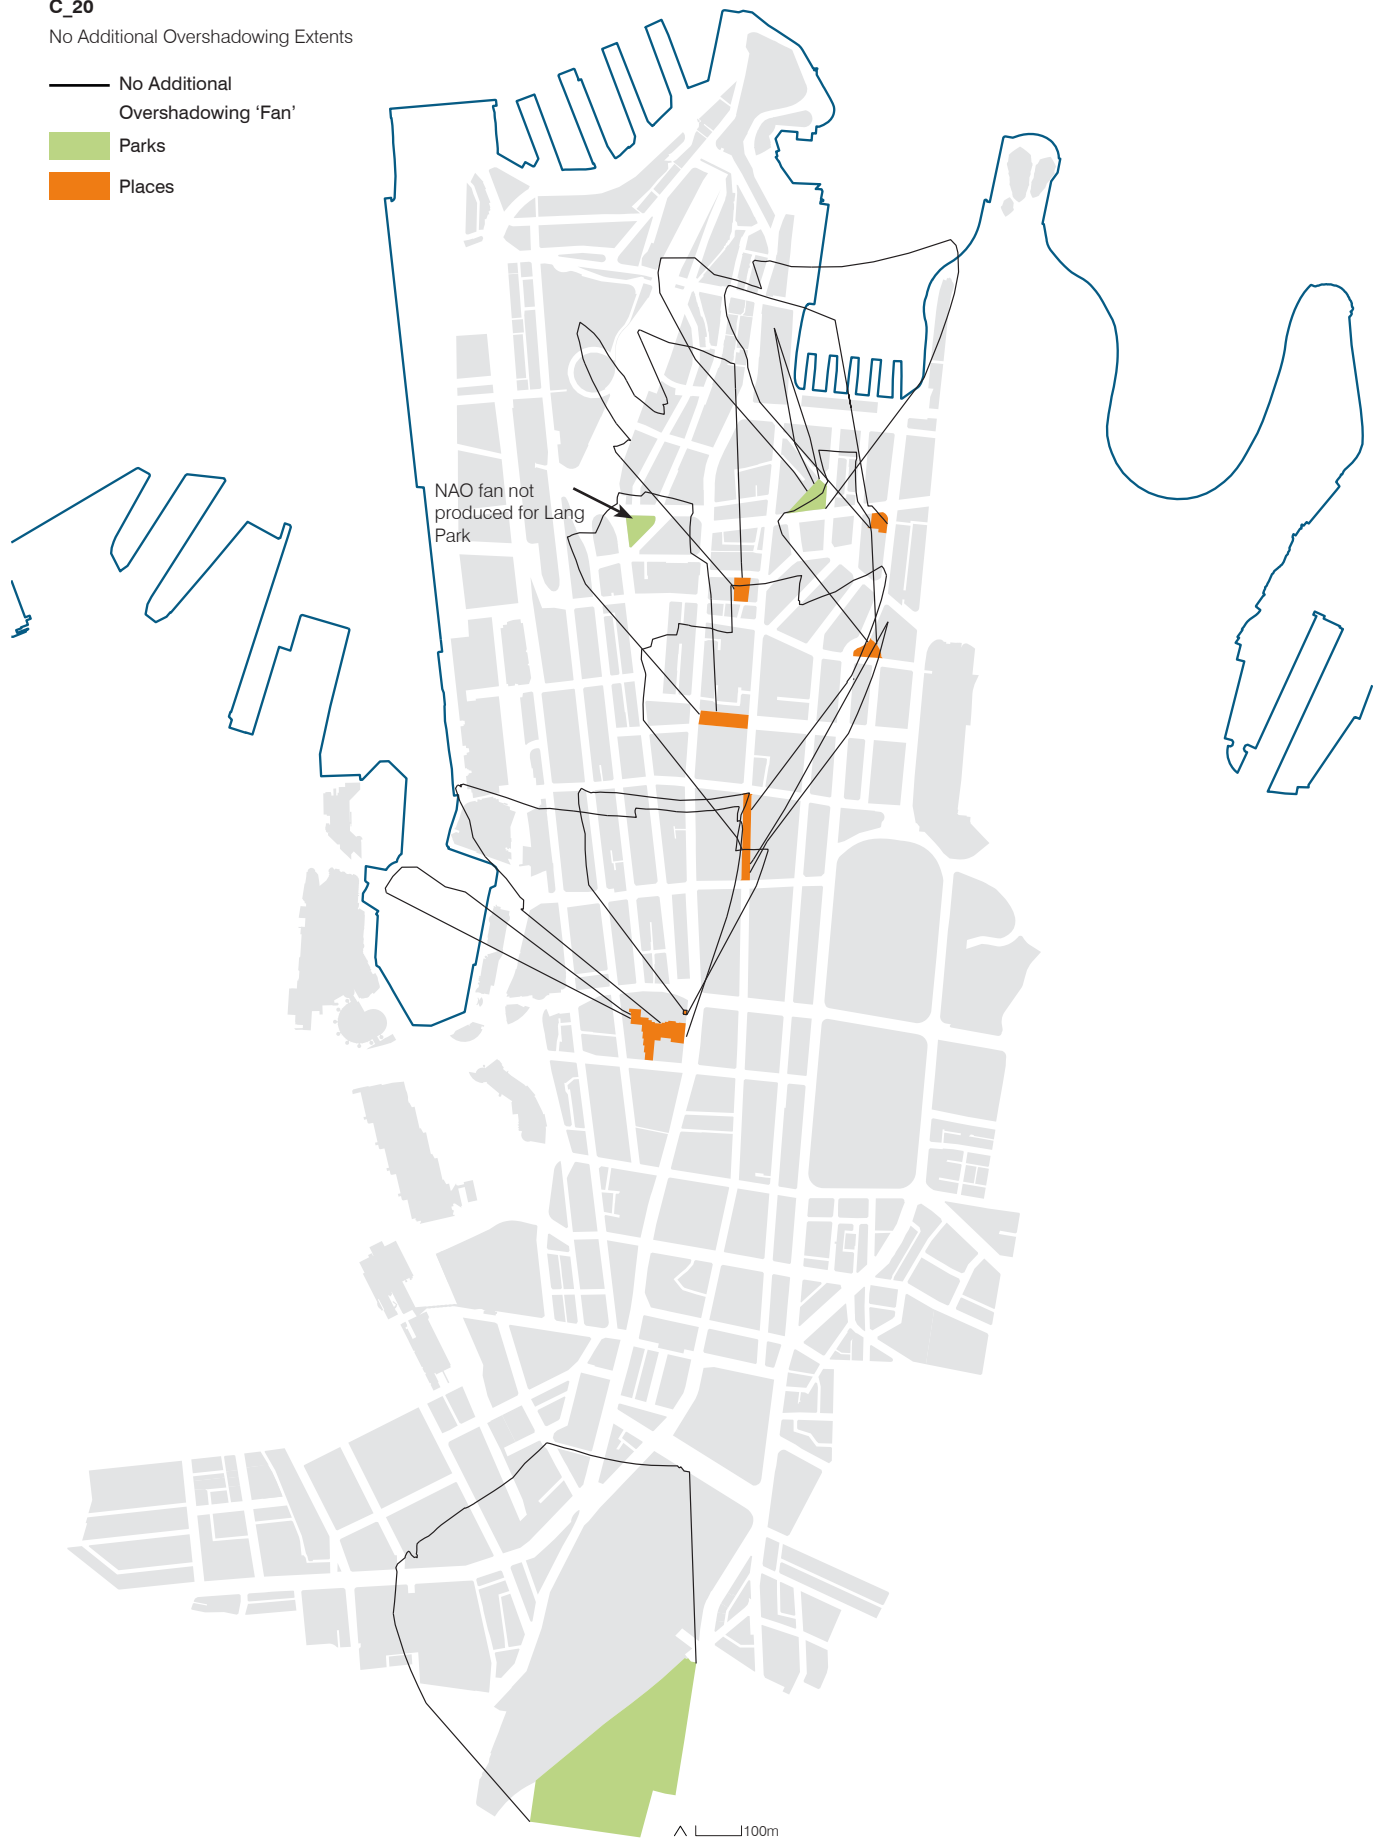 C_20
No Additional Overshadowing Extents
No Additional
Overshadowing ‘Fan’
Parks
Places
NAO fan not
produced for Lang
Park
100m